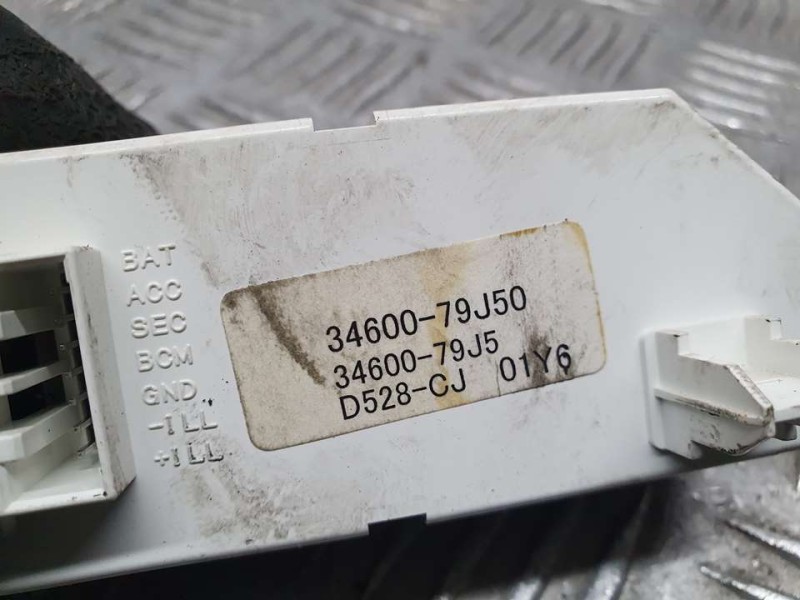 BAT
ACC
SEC
BCM
GND
-ILL
+ILL
34600-79J50
34600-79J5
D528-CJ 01Y6